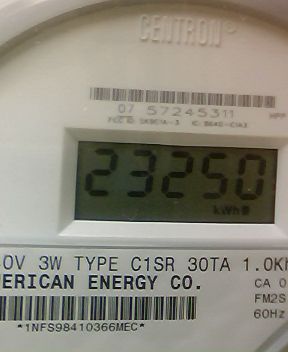 CENTRON®
07 57245311
23250
kWh
0V 3W TYPE C1SR 30TA 1.0Kh
ERICAN ENERGY CO.
CA 0
FM2S
60Hz
*1NFS98410366MEC*